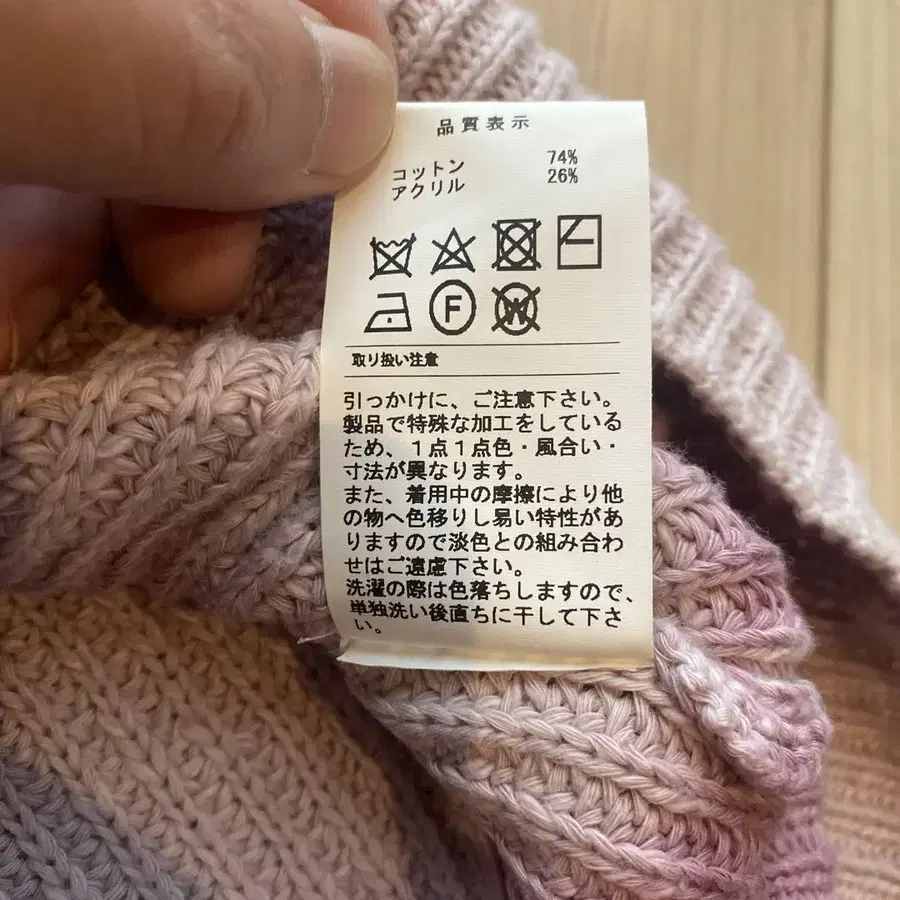 品質表示
コットン 74%
アクリル 26%
F W
取り扱い注意
引っかけに、ご注意下さい。
製品で特殊な加工をしている
ため、1点1点色・風合い・
寸法が異なります。
また、着用中の摩擦により他
の物へ色移りし易い特性があ
りますので淡色との組み合わ
せはご遠慮下さい。
洗濯の際は色落ちしますので、
単独洗い後直ちに干して下さ
い。